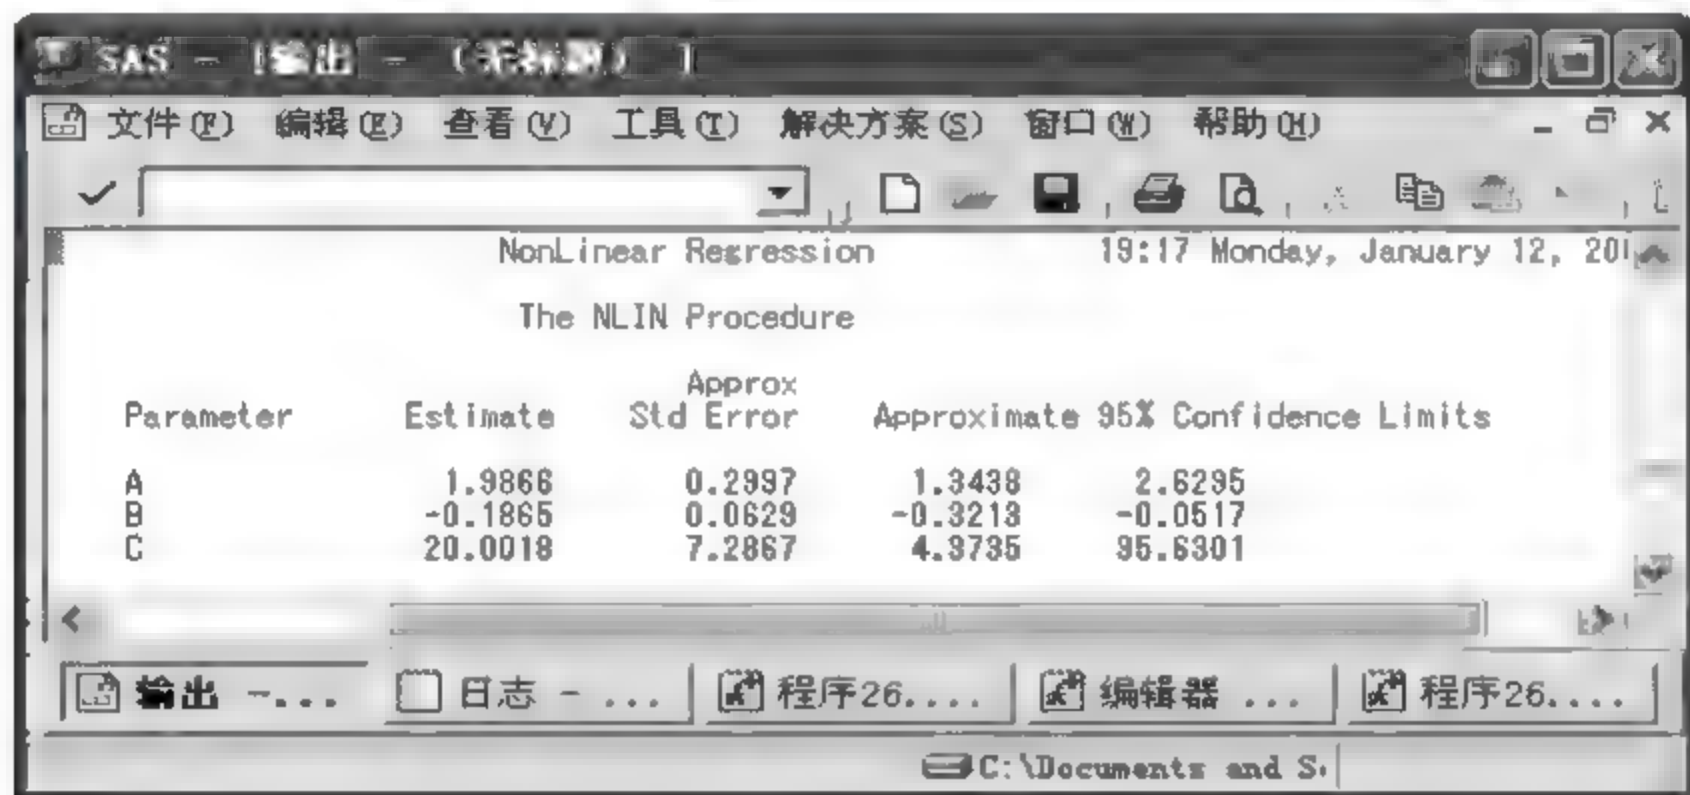 SAS - [输出 - (无标题) ]
文件(F) 编辑(E) 查看(V) 工具(T) 解决方案(S) 窗口(W) 帮助(H)
NonLinear Regression 19:17 Monday, January 12, 201
The NLIN Procedure
Approx
Parameter Estimate Std Error Approximate 95% Confidence Limits
A 1.9866 0.2997 1.3438 2.6295
B -0.1865 0.0629 -0.3213 -0.0517
C 20.0018 7.2867 4.3735 35.6301
输出 -... 日志 - ... 程序26.... 编辑器 ... 程序26....
C:\Documents and S